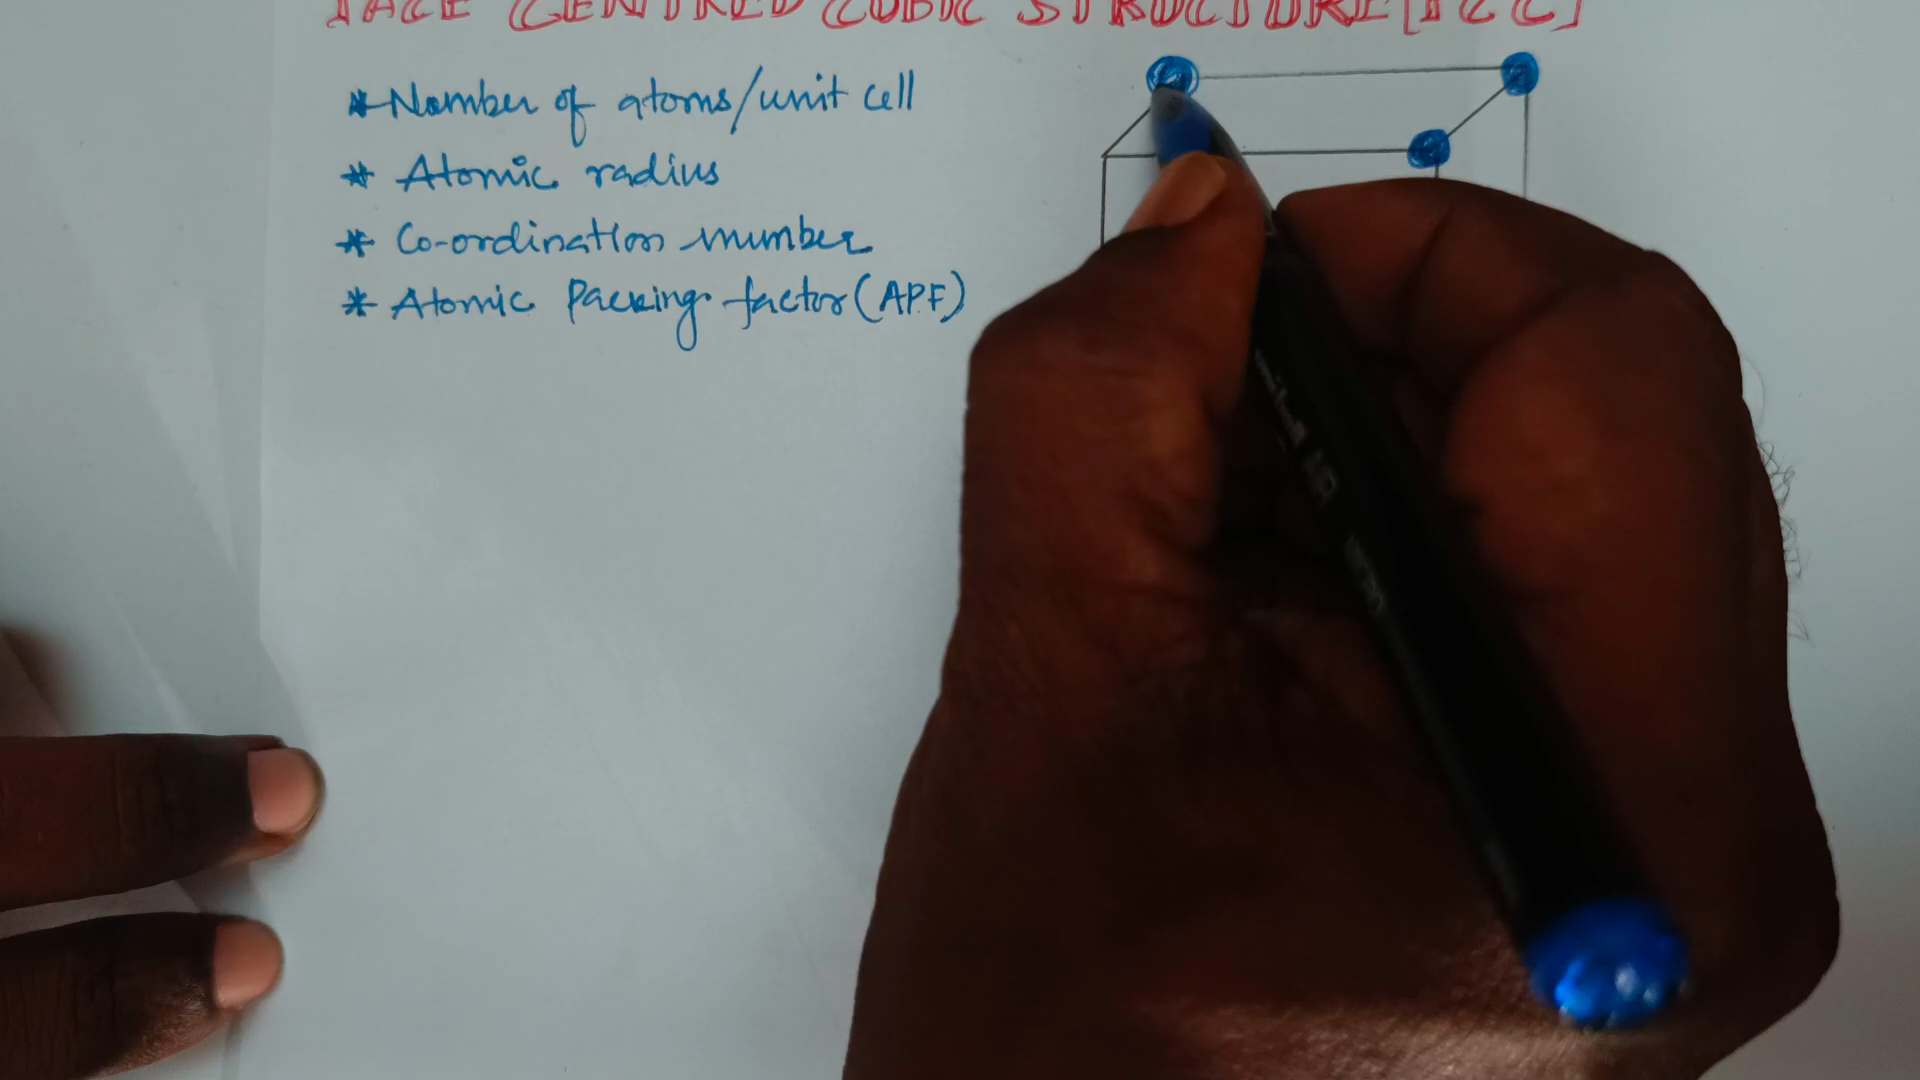 FACE CENTRED CUBIC STRUCTURE [FCC]
* Number of atoms/unit cell
* Atomic radius
* Co-ordination number
* Atomic Packing factor (APF)